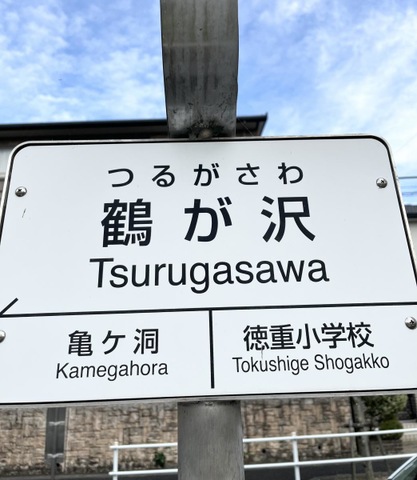 つるがさわ
鶴が沢
Tsurugasawa
亀ケ洞
Kamegahora
徳重小学校
Tokushige Shogakko